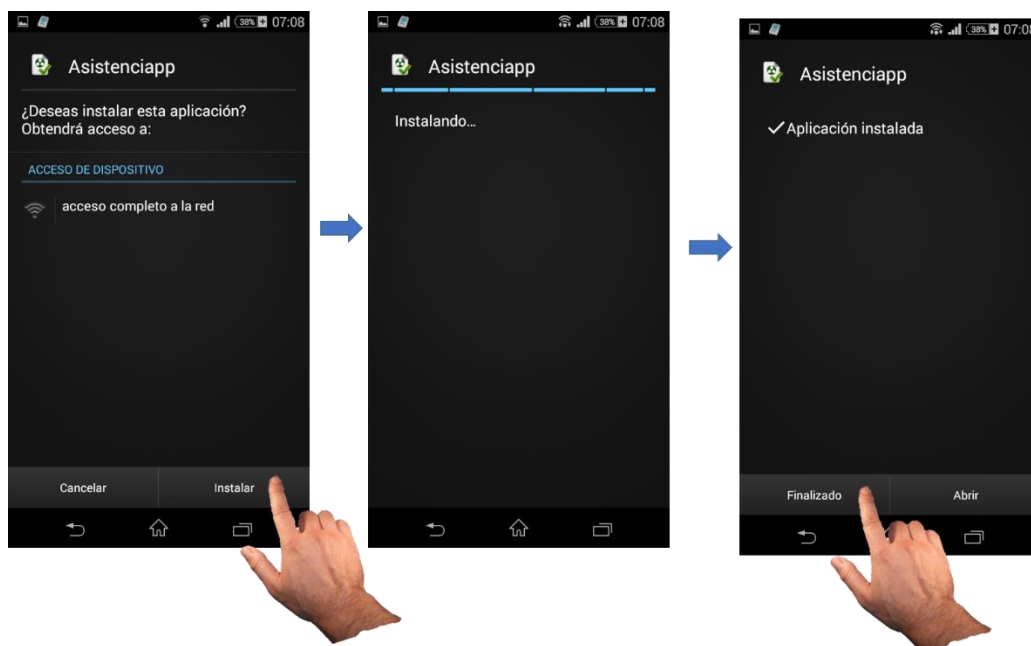 38% 07:08
Asistenciapp
¿Deseas instalar esta aplicación?
Obtendrá acceso a:
ACCESO DE DISPOSITIVO
acceso completo a la red
Cancelar Instalar
38% 07:08
Asistenciapp
Instalando...
38% 07:08
Asistenciapp
Aplicación instalada
Finalizado Abrir